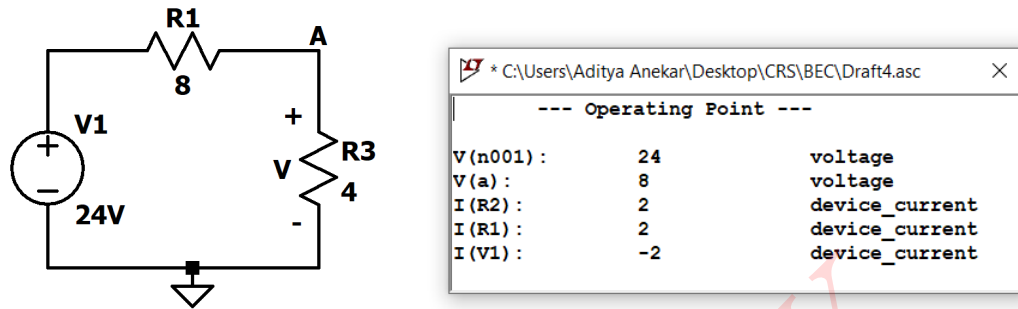 R1
A
8
V1
+
+
R3
V
−
4
24V
-
* C:\Users\Aditya Anekar\Desktop\CRS\BEC\Draft4.asc
--- Operating Point ---
V(n001): 24 voltage
V(a): 8 voltage
I(R2): 2 device_current
I(R1): 2 device_current
I(V1): -2 device_current